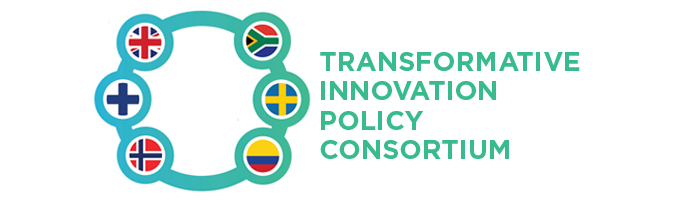 TRANSFORMATIVE
INNOVATION
POLICY
CONSORTIUM